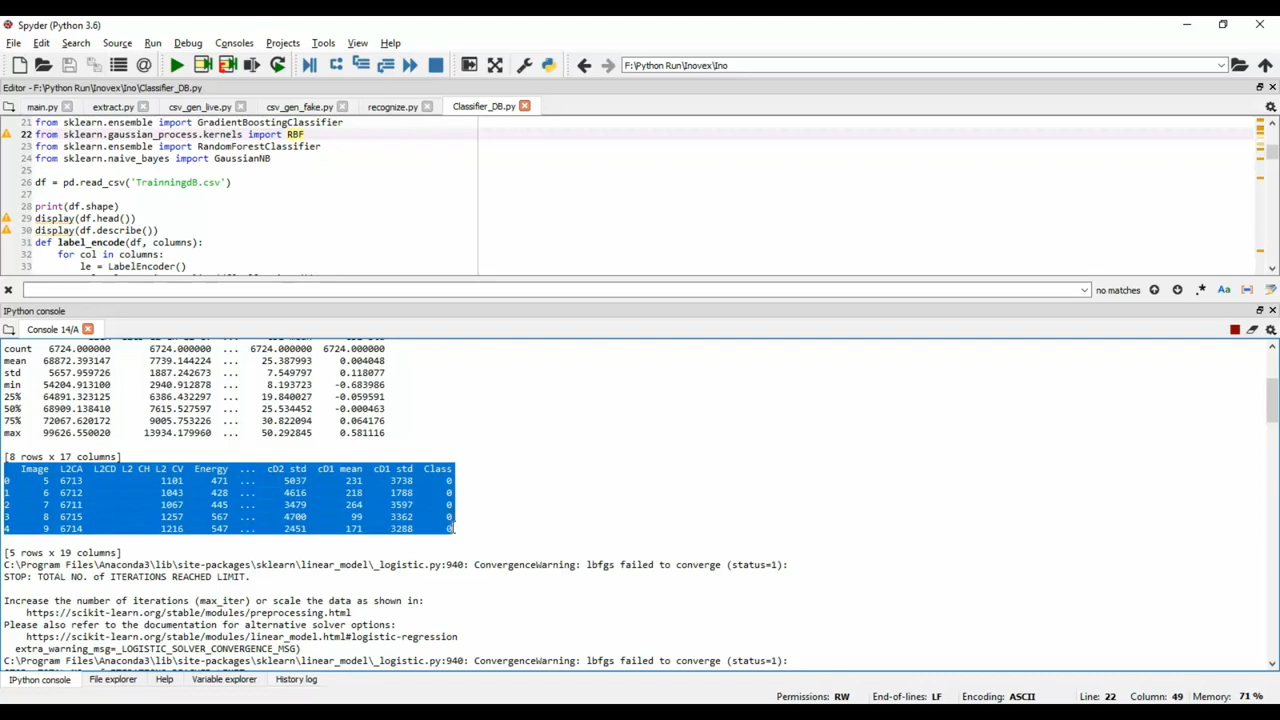 Spyder (Python 3.6)
File Edit Search Source Run Debug Consoles Projects Tools View Help
F:\Python Run\Inovex\Ino
Editor - F:\Python Run\Inovex\Ino\Classifier_DB.py
main.py extract.py csv_gen_live.py csv_gen_fake.py recognize.py Classifier_DB.py
21 from sklearn.ensemble import GradientBoostingClassifier
22 from sklearn.gaussian_process.kernels import RBF
23 from sklearn.ensemble import RandomForestClassifier
24 from sklearn.naive_bayes import GaussianNB
25
26 df = pd.read_csv('TrainningdB.csv')
27
28 print(df.shape)
29 display(df.head())
30 display(df.describe())
31 def label_encode(df, columns):
32 for col in columns:
33 le = LabelEncoder()
no matches
IPython console
Console 14/A
count 6724.000000 6724.000000 ... 6724.000000 6724.000000
mean 68872.393147 7739.144224 ... 25.387993 0.004048
std 5657.959726 1887.242673 ... 7.549797 0.118077
min 54204.913100 2940.912878 ... 8.193723 -0.683986
25% 64891.323125 6386.432297 ... 19.840027 -0.059591
50% 68909.138410 7615.527597 ... 25.534452 -0.000463
75% 72067.620172 9005.753226 ... 30.822094 0.064176
max 99626.550020 13934.179960 ... 50.292845 0.581116
[8 rows x 17 columns]
Image L2CA L2CD L2 CH L2 CV Energy ... cD2 std cD1 mean cD1 std Class
0 5 6713 1101 471 ... 5037 231 3738 0
1 6 6712 1043 428 ... 4616 218 1788 0
2 7 6711 1067 445 ... 3479 264 3597 0
3 8 6715 1257 567 ... 4700 99 3362 0
4 9 6714 1216 547 ... 2451 171 3288 0
[5 rows x 19 columns]
C:\Program Files\Anaconda3\lib\site-packages\sklearn\linear_model\_logistic.py:940: ConvergenceWarning: lbfgs failed to converge (status=1):
STOP: TOTAL NO. of ITERATIONS REACHED LIMIT.
Increase the number of iterations (max_iter) or scale the data as shown in:
https://scikit-learn.org/stable/modules/preprocessing.html
Please also refer to the documentation for alternative solver options:
https://scikit-learn.org/stable/modules/linear_model.html#logistic-regression
extra_warning_msg=_LOGISTIC_SOLVER_CONVERGENCE_MSG)
C:\Program Files\Anaconda3\lib\site-packages\sklearn\linear_model\_logistic.py:940: ConvergenceWarning: lbfgs failed to converge (status=1):
IPython console File explorer Help Variable explorer History log
Permissions: RW End-of-lines: LF Encoding: ASCII Line: 22 Column: 49 Memory: 71 %